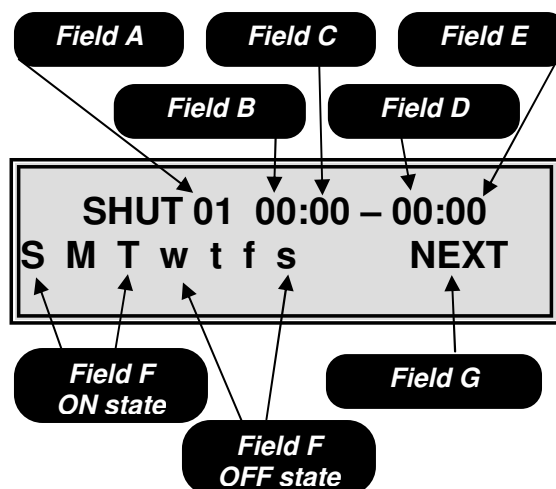 Field A
Field C
Field E
Field B
Field D
SHUT 01 00:00 – 00:00
S M T w t f s NEXT
Field F
ON state
Field G
Field F
OFF state